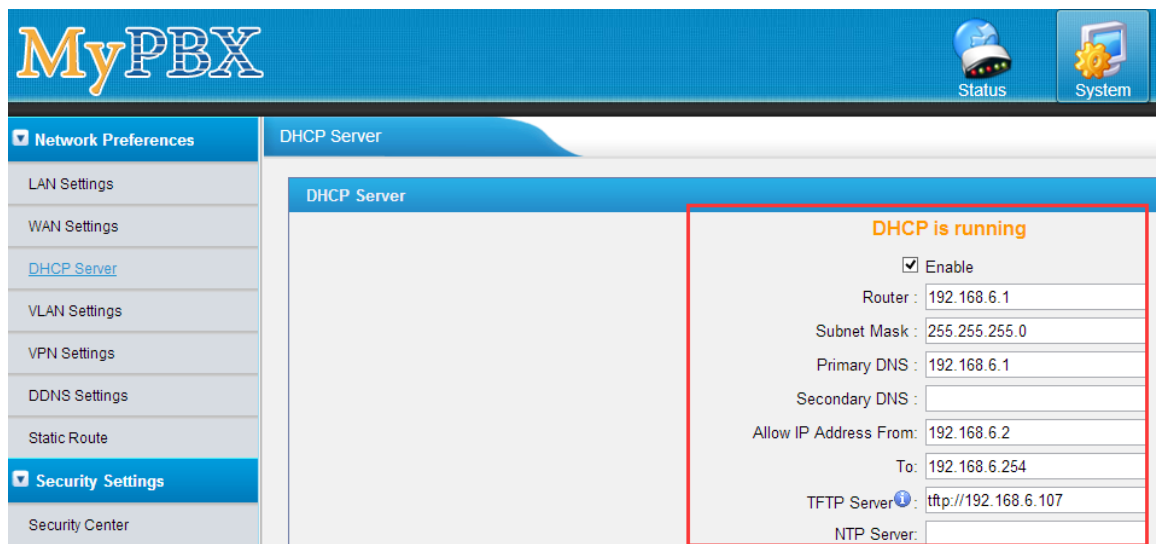 MyPBX
Status
System
Network Preferences
LAN Settings
WAN Settings
DHCP Server
VLAN Settings
VPN Settings
DDNS Settings
Static Route
Security Settings
Security Center
DHCP Server
DHCP Server
DHCP is running
Enable
Router : 192.168.6.1
Subnet Mask : 255.255.255.0
Primary DNS : 192.168.6.1
Secondary DNS :
Allow IP Address From: 192.168.6.2
To: 192.168.6.254
TFTP Server : tftp://192.168.6.107
NTP Server: